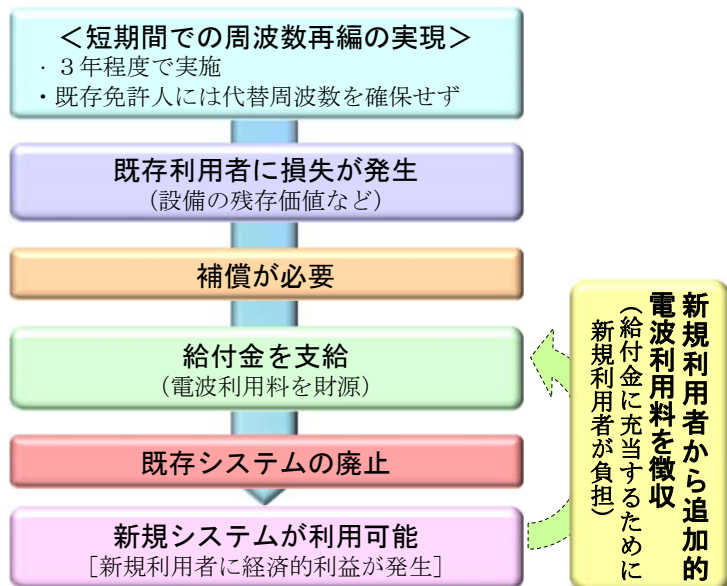 ＜短期間での周波数再編の実現＞
・３年程度で実施
・既存免許人には代替周波数を確保せず
既存利用者に損失が発生
（設備の残存価値など）
補償が必要
給付金を支給
（電波利用料を財源）
既存システムの廃止
新規システムが利用可能
［新規利用者に経済的利益が発生］
新規利用者から追加的
電波利用料を徴収
（給付金に充当するために
新規利用者が負担）